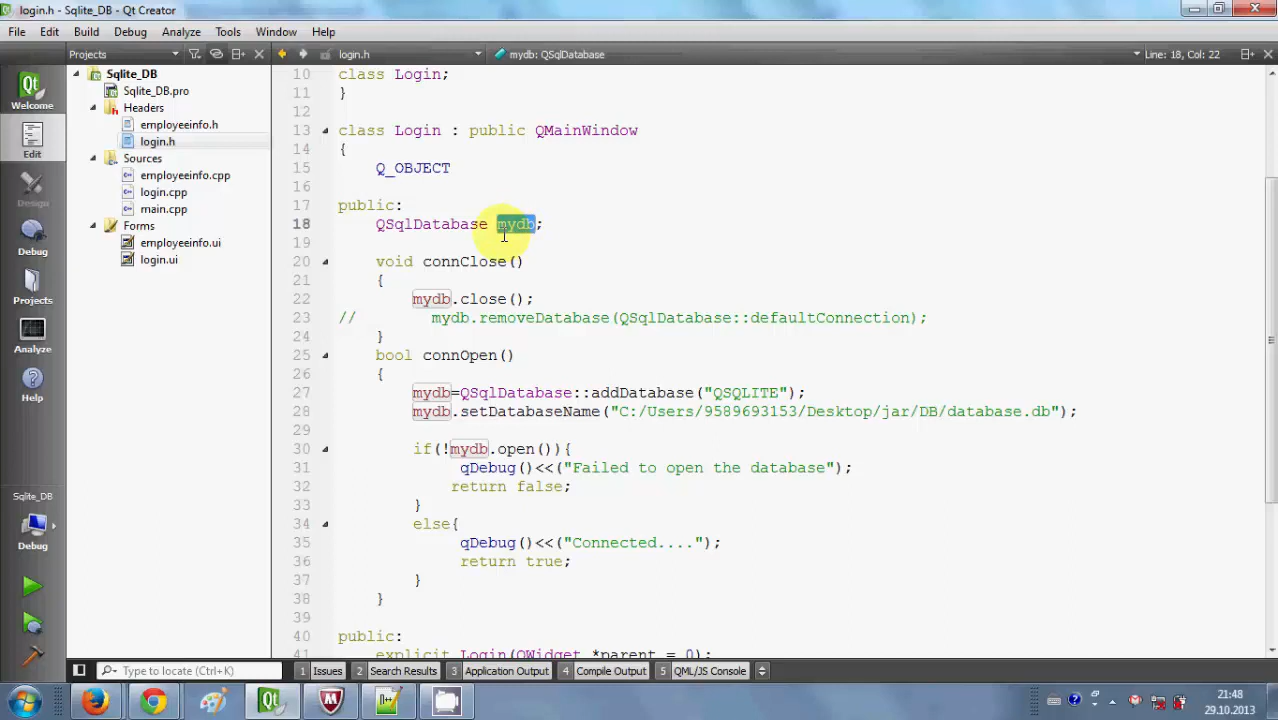 login.h - Sqlite_DB - Qt Creator
File Edit Build Debug Analyze Tools Window Help
Projects login.h mydb: QSqlDatabase Line: 18, Col: 22
Welcome
Edit
Design
Debug
Projects
Analyze
Help
Sqlite_DB
Debug
Sqlite_DB
Sqlite_DB.pro
Headers
employeeinfo.h
login.h
Sources
employeeinfo.cpp
login.cpp
main.cpp
Forms
employeeinfo.ui
login.ui
10 class Login;
11 }
12
13 class Login : public QMainWindow
14 {
15 Q_OBJECT
16
17 public:
18 QSqlDatabase mydb;
19
20 void connClose()
21 {
22 mydb.close();
23 // mydb.removeDatabase(QSqlDatabase::defaultConnection);
24 }
25 bool connOpen()
26 {
27 mydb=QSqlDatabase::addDatabase("QSQLITE");
28 mydb.setDatabaseName("C:/Users/9589693153/Desktop/jar/DB/database.db");
29
30 if(!mydb.open()){
31 qDebug()<<("Failed to open the database");
32 return false;
33 }
34 else{
35 qDebug()<<("Connected....");
36 return true;
37 }
38 }
39
40 public:
41 explicit Login(QWidget *parent = 0);
Type to locate (Ctrl+K) 1 Issues 2 Search Results 3 Application Output 4 Compile Output 5 QML/JS Console
21:48
29.10.2013